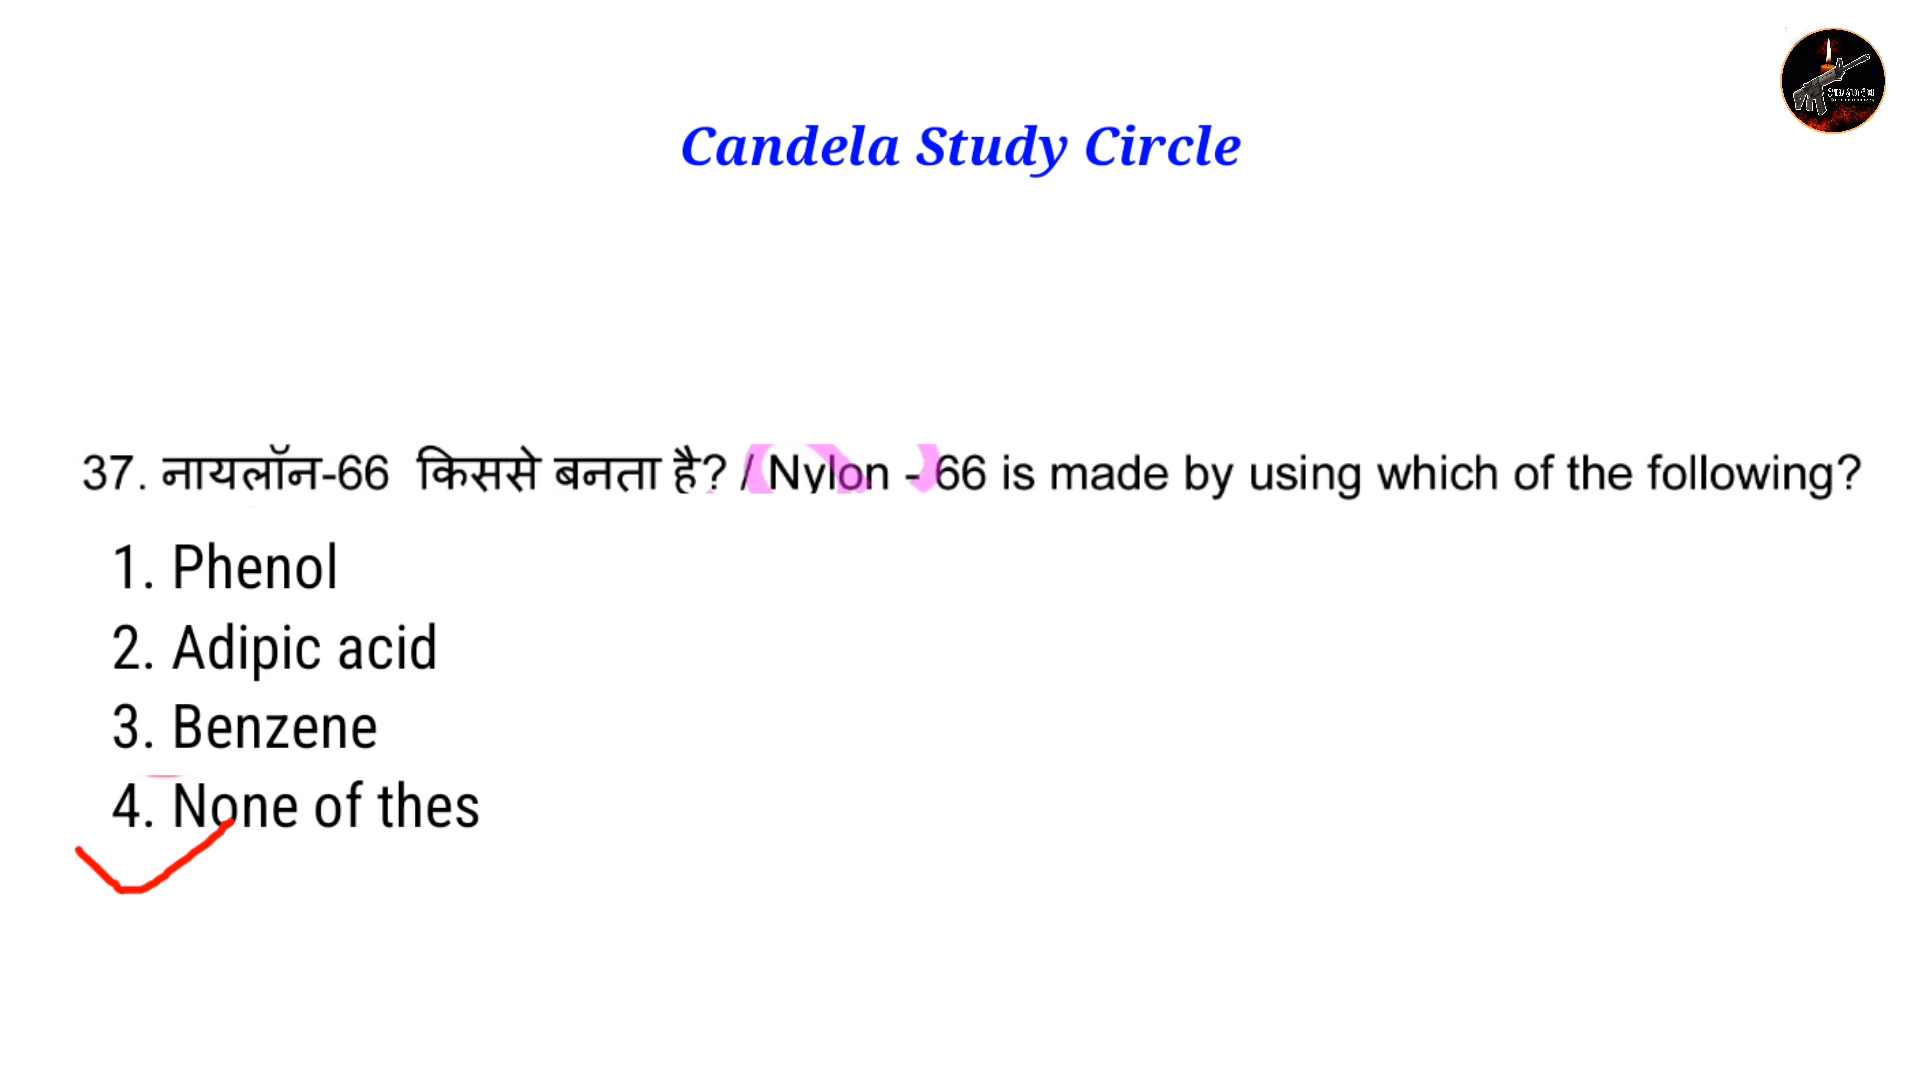 Candela Study Circle
37. नायलॉन-66 किससे बनता है? / Nylon - 66 is made by using which of the following?
1. Phenol
2. Adipic acid
3. Benzene
4. None of thes